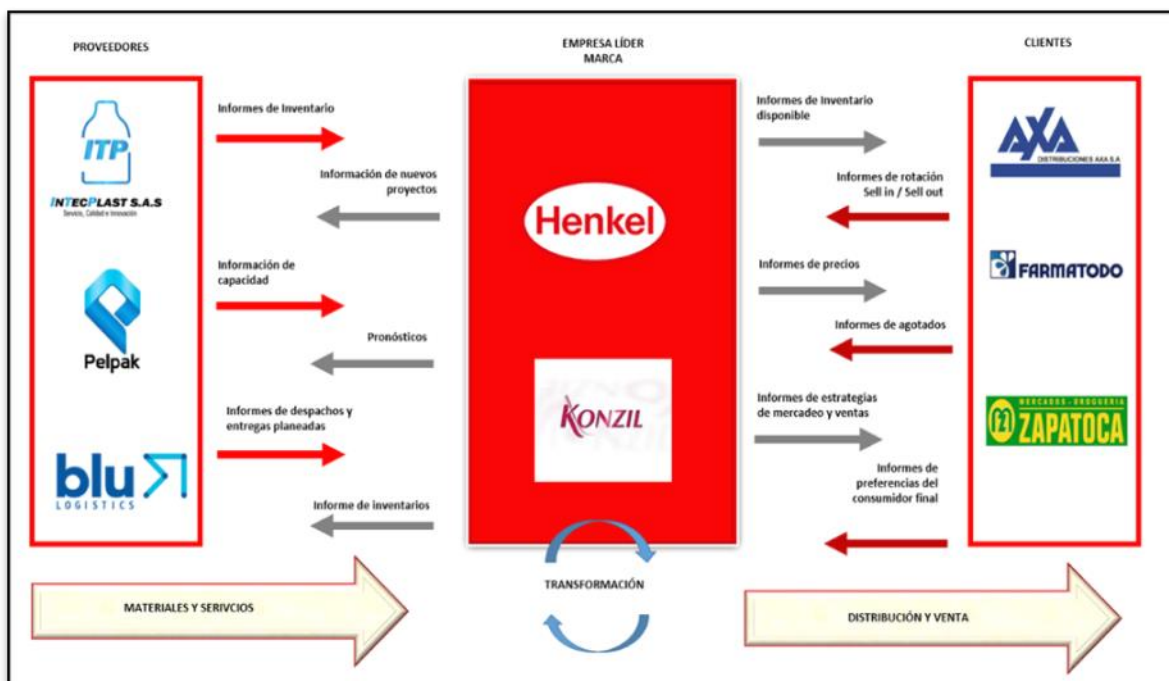 PROVEEDORES
EMPRESA LÍDER
MARCA
CLIENTES
ITP
INTECPLAST S.A.S
Servicio, Calidad e Innovación
Pelpak
blu
LOGISTICS
Informes de Inventario
Información de nuevos
proyectos
Información de
capacidad
Pronósticos
Informes de despachos y
entregas planeadas
Informe de inventarios
Henkel
KONZIL
Informes de Inventario
disponible
Informes de rotación
Sell in / Sell out
Informes de precios
Informes de agotados
Informes de estrategias
de mercadeo y ventas
Informes de
preferencias del
consumidor final
AXA
DISTRIBUCIONES AXA S.A
FARMATODO
MERCADOS - DROGUERIA
ZAPATOCA
MATERIALES Y SERIVCIOS
TRANSFORMACIÓN
DISTRIBUCIÓN Y VENTA